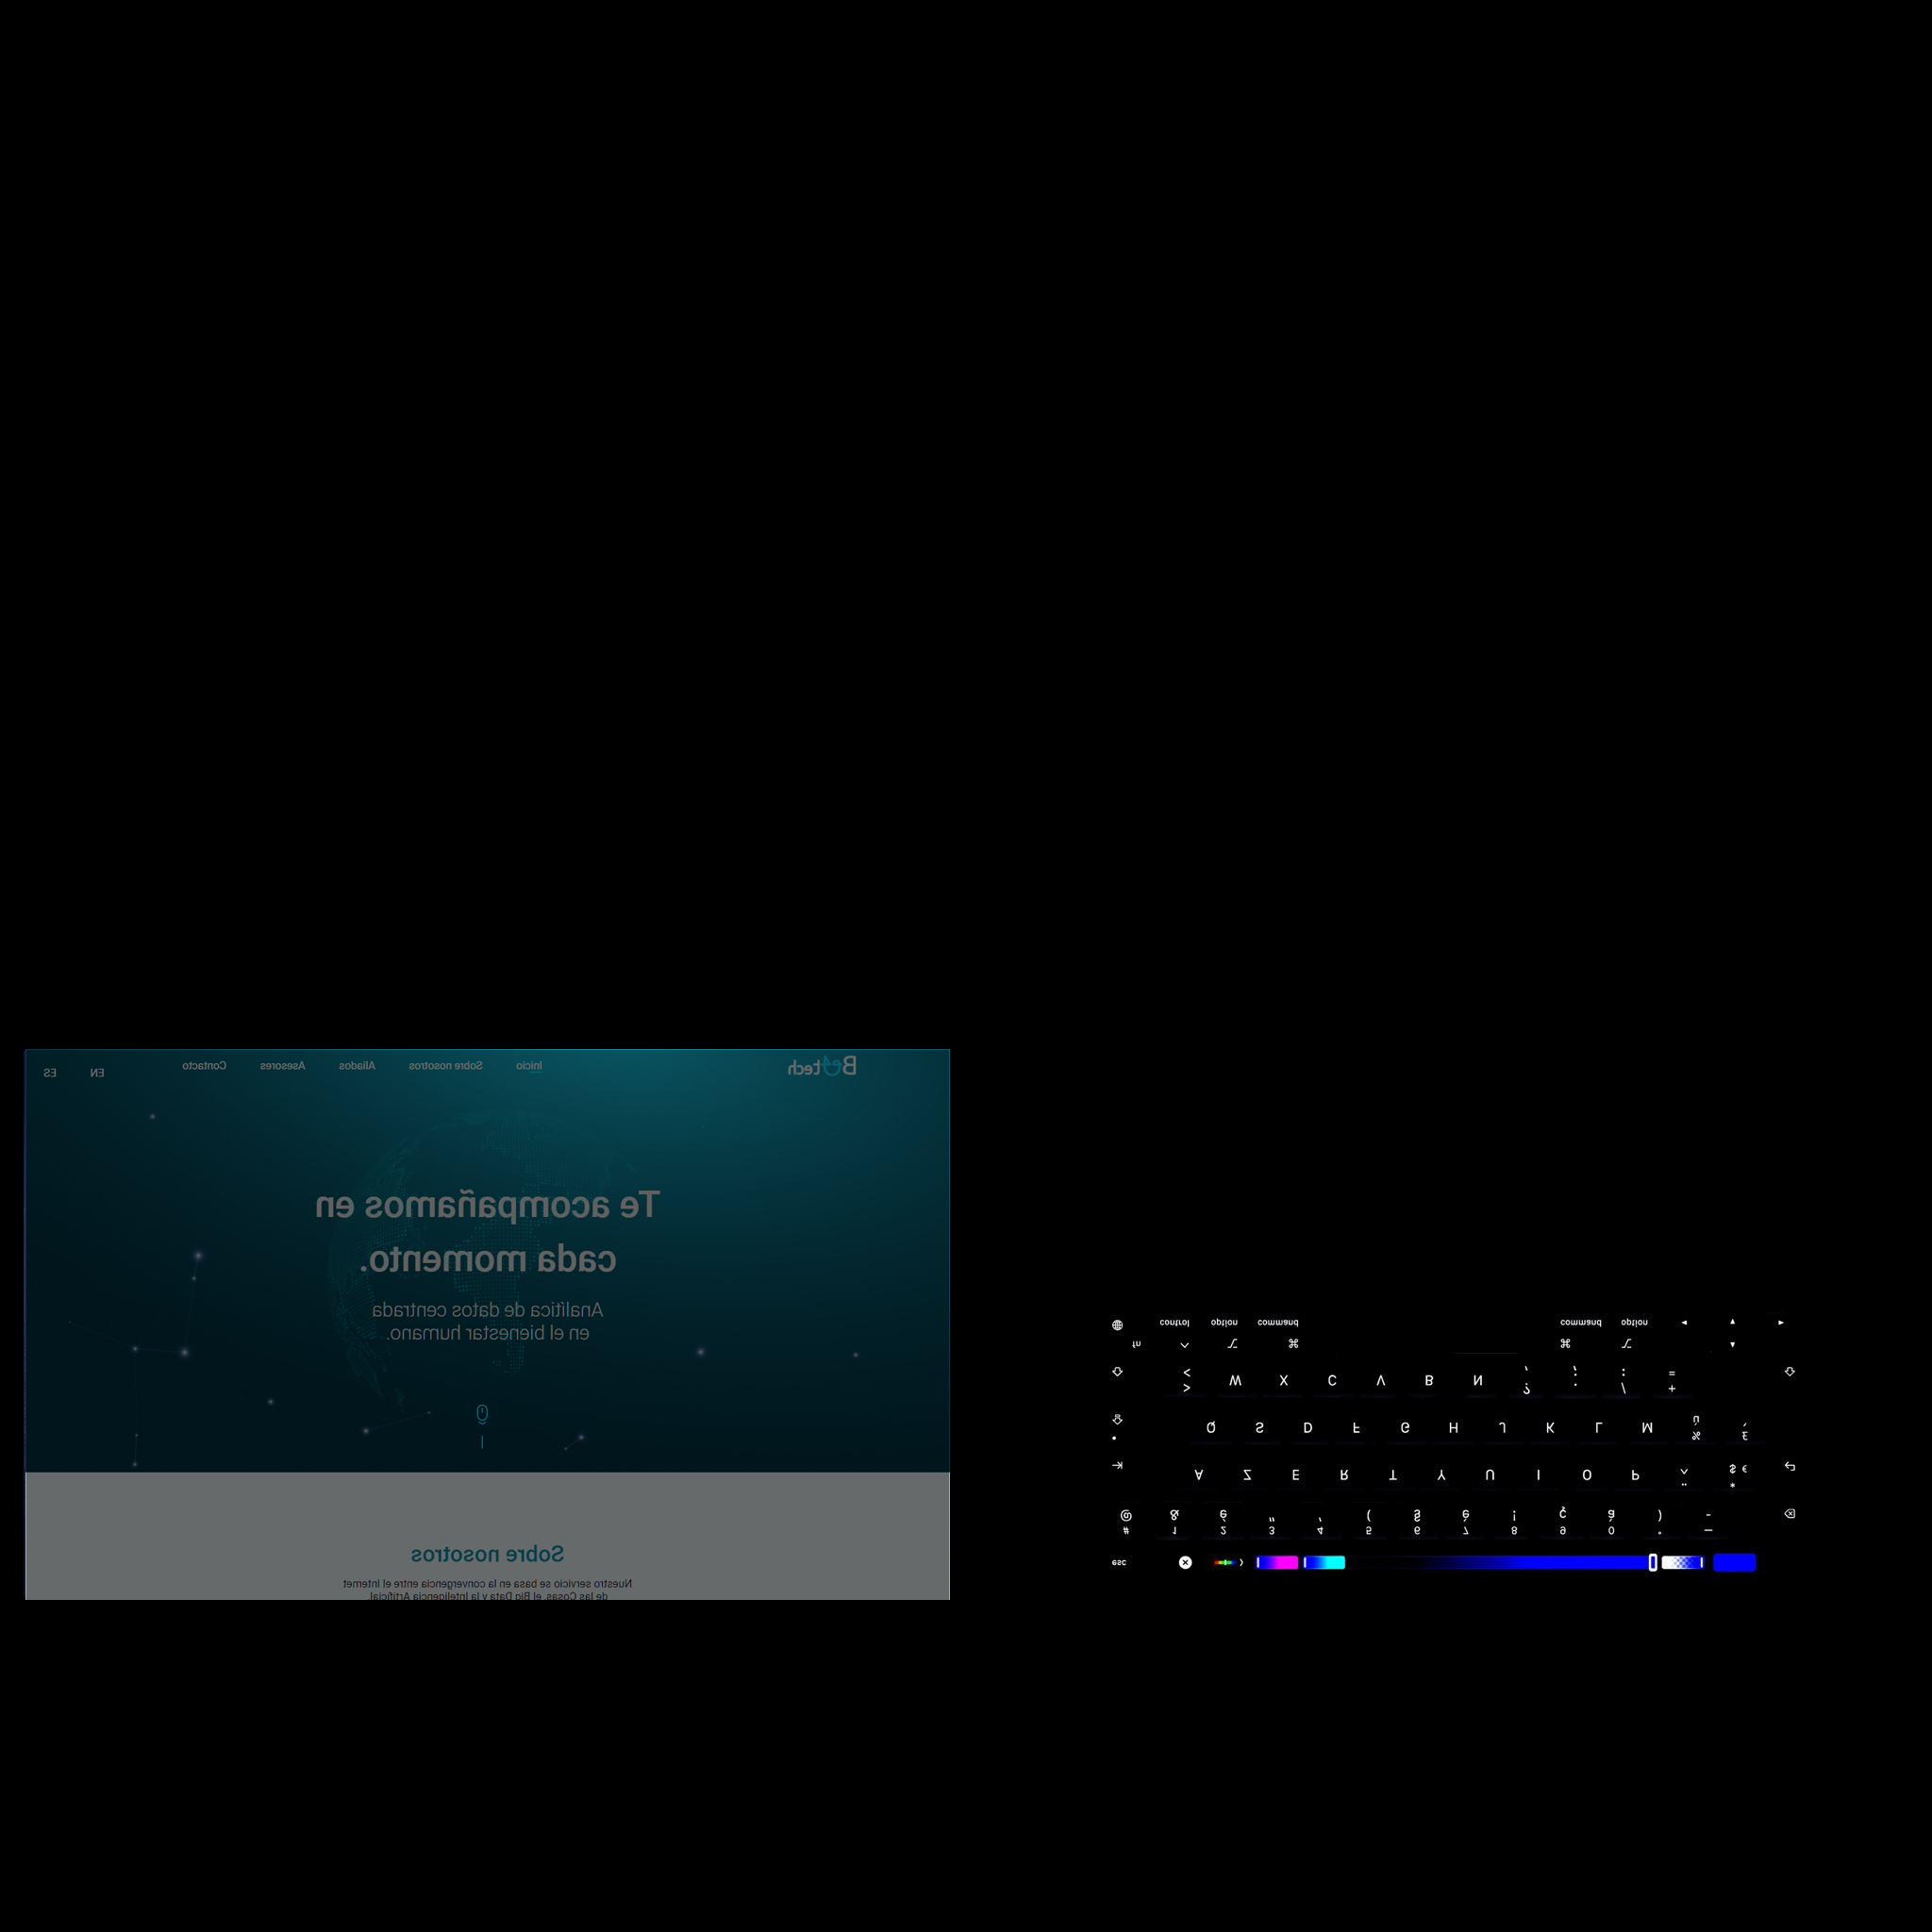 Be tech
Inicio
Sobre nosotros
Aliados
Asesores
Contacto
EN
ES
Te acompañamos en
cada momento.
Analítica de datos centrada
en el bienestar humano.
Sobre nosotros
Nuestro servicio se basa en la convergencia entre el Internet
de las Cosas, el Big Data y la Inteligencia Artificial.
control option command command option
fn
< > W X C V B N , ? . ; / : + =
Q S D F G H J K L M ù % £ `
A Z E R T Y U I O P ^ ¨ $ € *
@ & é " ' ( § è ! ç à ) -
# 1 2 3 4 5 6 7 8 9 0 ° _
esc